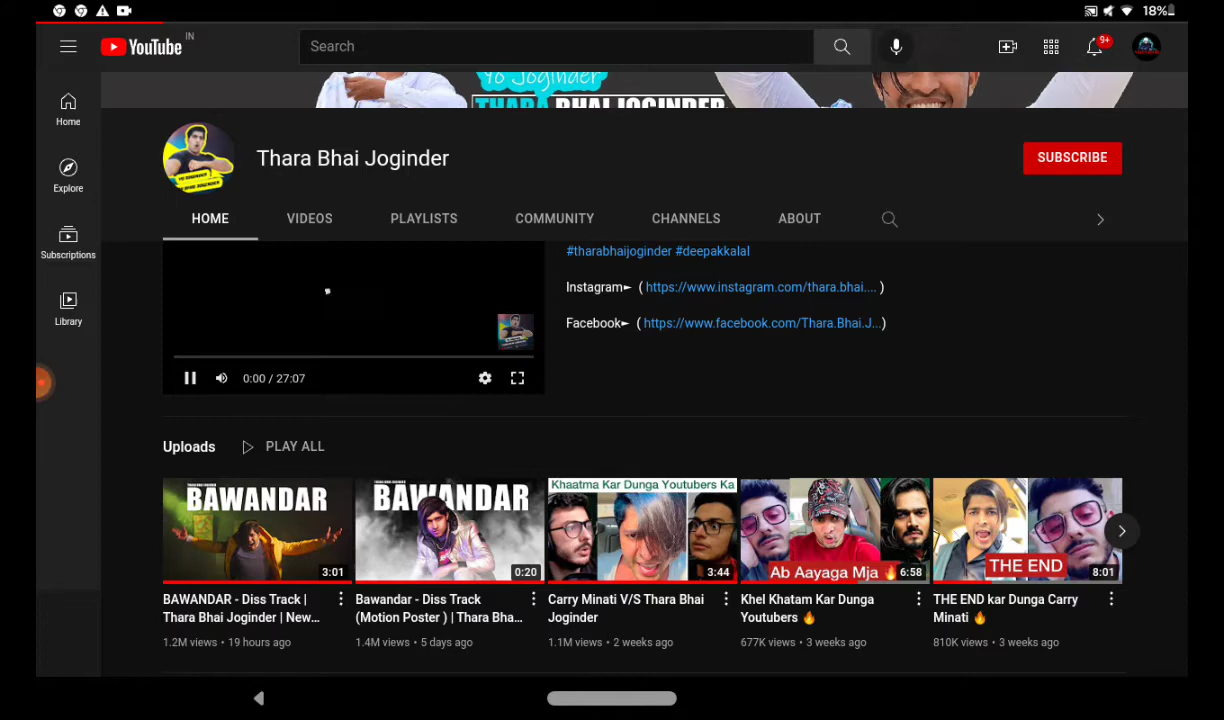 18%
YouTube IN
Search
9+
Yo Joginder
THARA BHAI JOGINDER
Home
Explore
Subscriptions
Library
Thara Bhai Joginder
SUBSCRIBE
HOME VIDEOS PLAYLISTS COMMUNITY CHANNELS ABOUT
#tharabhaijoginder #deepakkalal
Instagram► ( https://www.instagram.com/thara.bhai.... )
Facebook► ( https://www.facebook.com/Thara.Bhai.J...)
0:00 / 27:07
Uploads PLAY ALL
BAWANDAR
3:01
BAWANDAR - Diss Track |
Thara Bhai Joginder | New...
1.2M views • 19 hours ago
BAWANDAR
0:20
Bawandar - Diss Track
(Motion Poster ) | Thara Bha...
1.4M views • 5 days ago
Khaatma Kar Dunga Youtubers Ka
3:44
Carry Minati V/S Thara Bhai
Joginder
1.1M views • 2 weeks ago
Ab Aayaga Mja 🔥
6:58
Khel Khatam Kar Dunga
Youtubers 🔥
677K views • 3 weeks ago
THE END
8:01
THE END kar Dunga Carry
Minati 🔥
810K views • 3 weeks ago